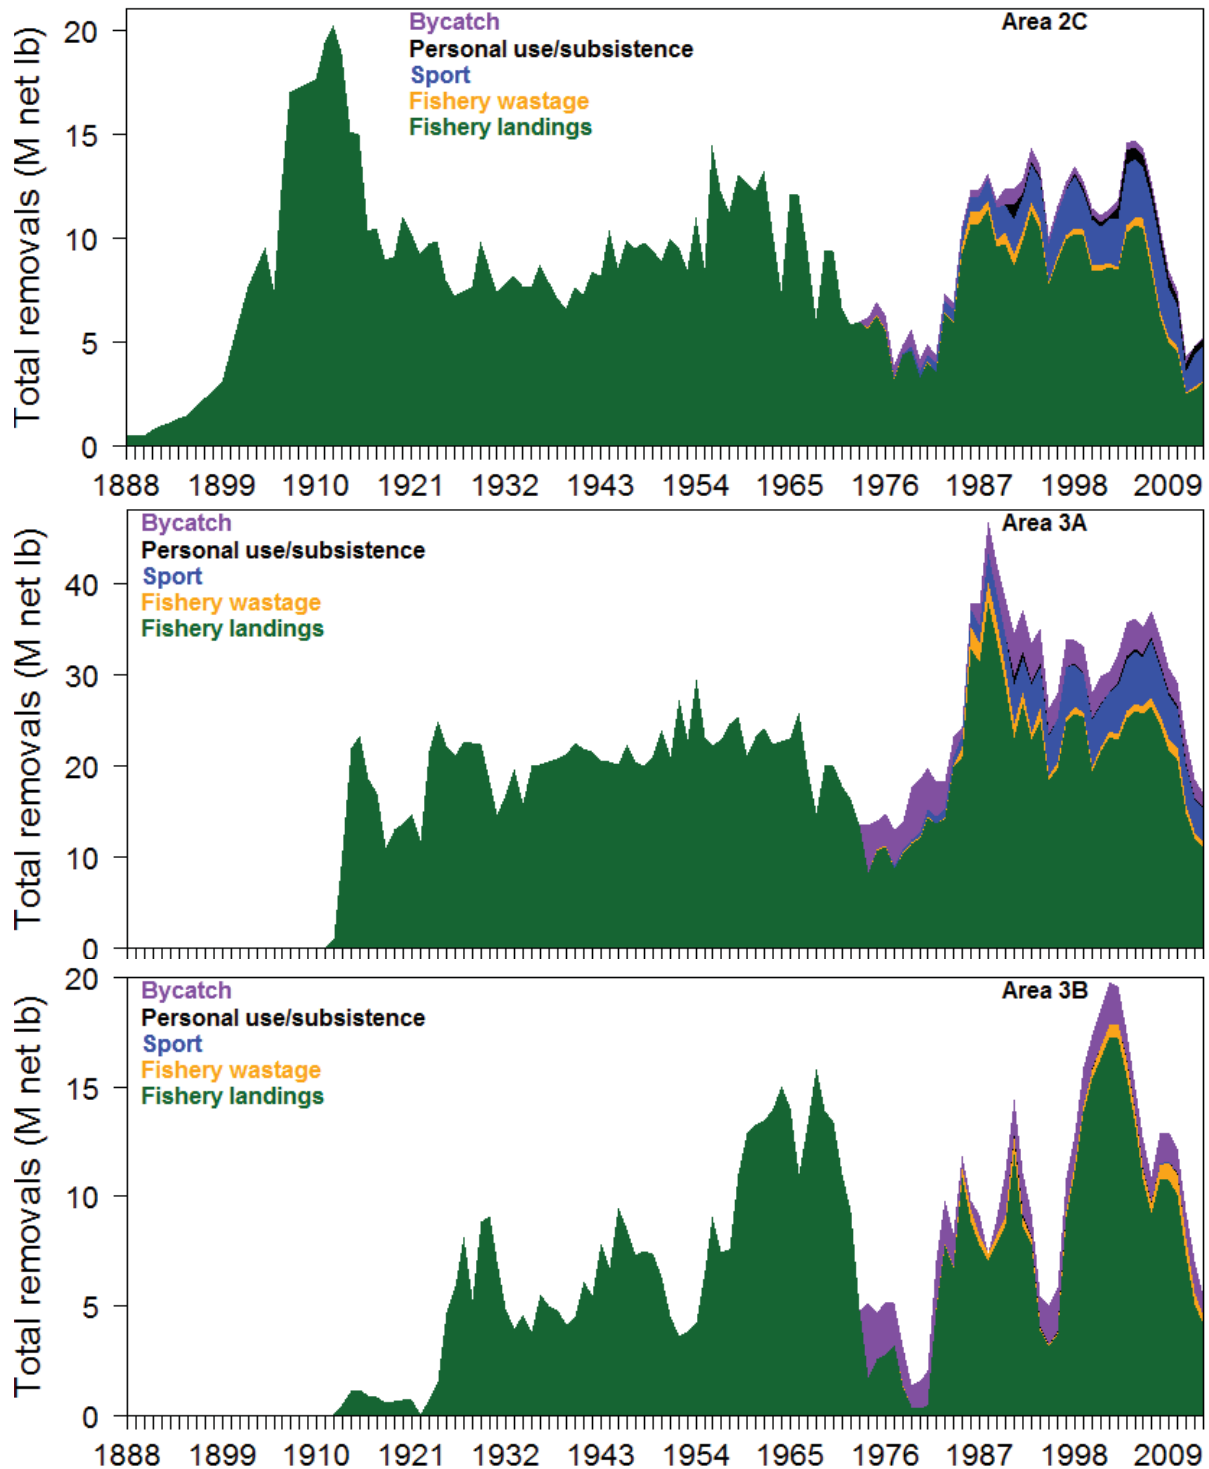 Total removals (M net lb)
20
15
10
5
0
Bycatch
Personal use/subsistence
Sport
Fishery wastage
Fishery landings
Area 2C
1888 1899 1910 1921 1932 1943 1954 1965 1976 1987 1998 2009
Total removals (M net lb)
40
30
20
10
0
Bycatch
Personal use/subsistence
Sport
Fishery wastage
Fishery landings
Area 3A
Total removals (M net lb)
20
15
10
5
0
Bycatch
Personal use/subsistence
Sport
Fishery wastage
Fishery landings
Area 3B
1888 1899 1910 1921 1932 1943 1954 1965 1976 1987 1998 2009